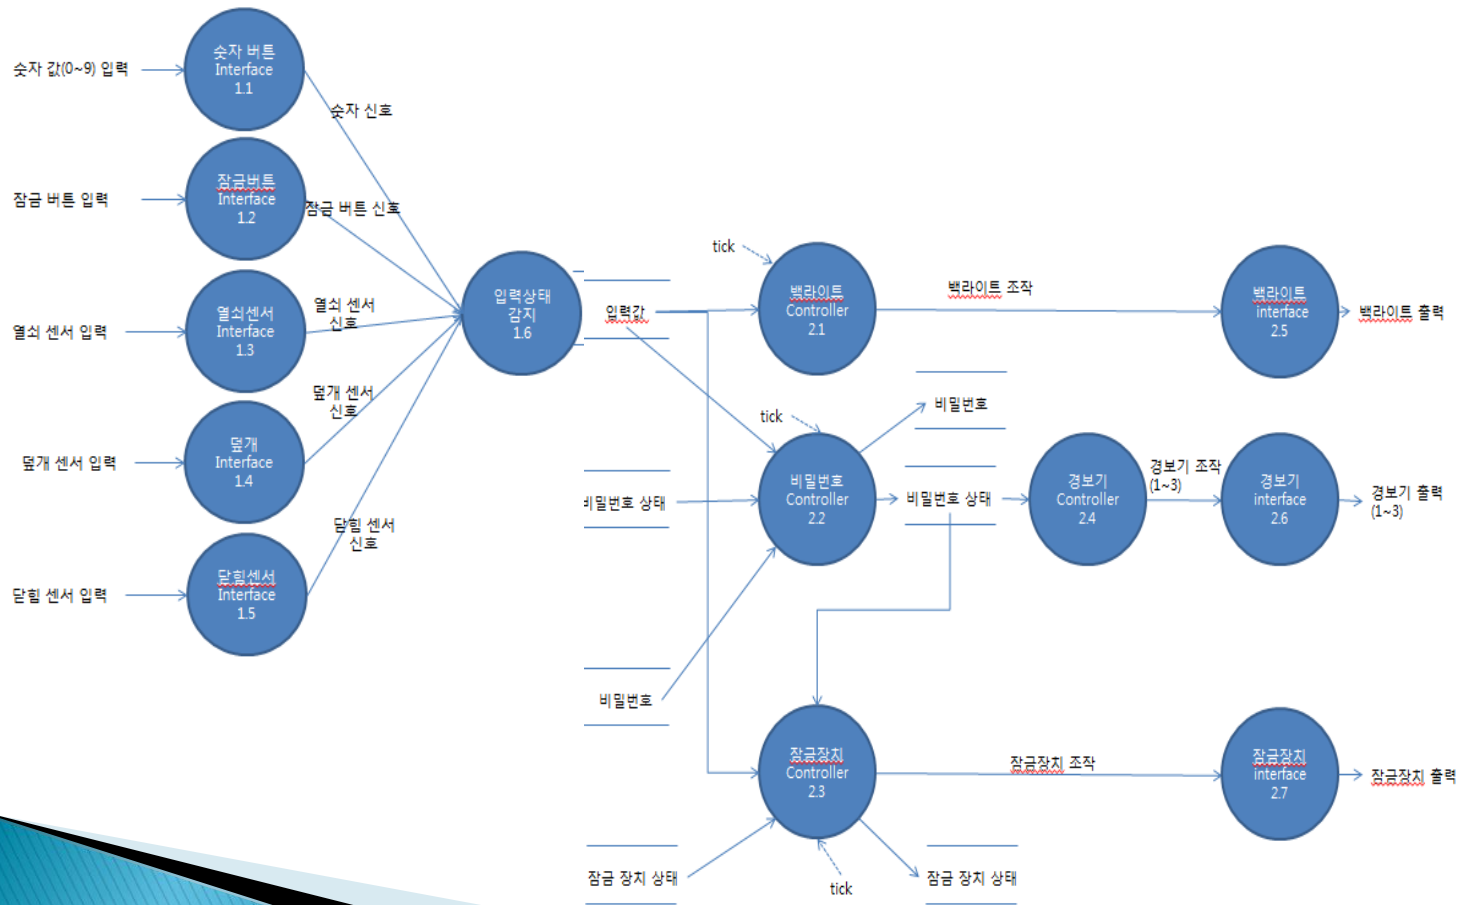 숫자 값(0~9) 입력
숫자 버튼
Interface
1.1
숫자 신호
잠금 버튼 입력
잠금버튼
Interface
1.2
잠금 버튼 신호
열쇠 센서 입력
열쇠센서
Interface
1.3
열쇠 센서
신호
덮개 센서 입력
덮개
Interface
1.4
덮개 센서
신호
닫힘 센서 입력
닫힘센서
Interface
1.5
닫힘 센서
신호
입력상태
감지
1.6
입력값
tick
백라이트
Controller
2.1
백라이트 조작
백라이트
interface
2.5
백라이트 출력
tick
비밀번호
비밀번호 상태
비밀번호
Controller
2.2
비밀번호 상태
경보기
Controller
2.4
경보기 조작
(1~3)
경보기
interface
2.6
경보기 출력
(1~3)
비밀번호
잠금장치
Controller
2.3
잠금장치 조작
잠금장치
interface
2.7
잠금장치 출력
잠금 장치 상태
tick
잠금 장치 상태